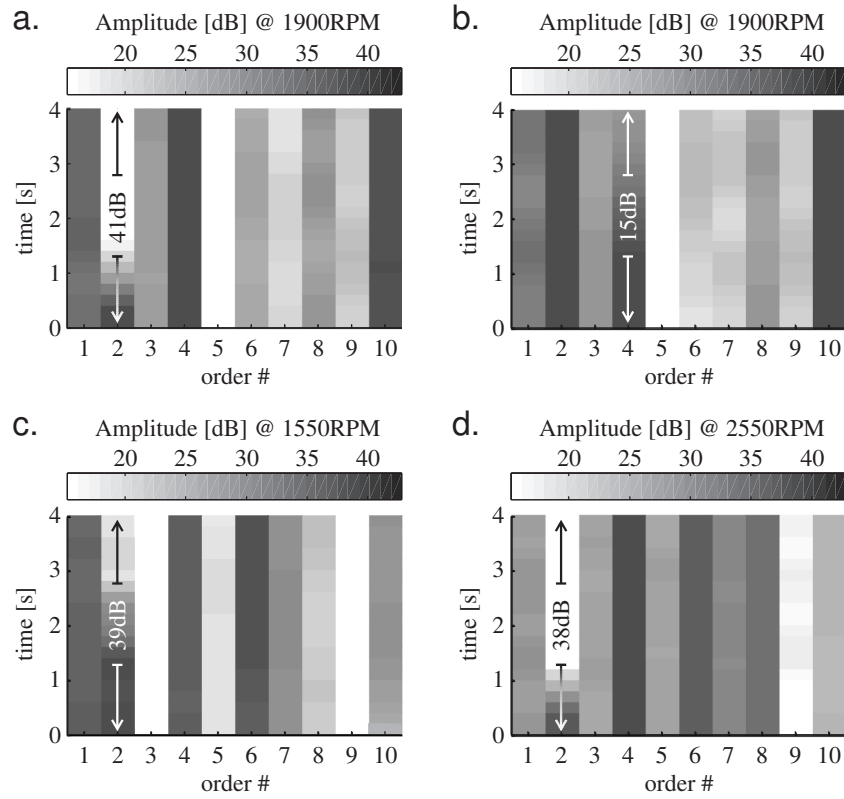 a.
Amplitude [dB] @ 1900RPM
20 25 30 35 40
4
3
2
1
0
time [s]
41dB
1 2 3 4 5 6 7 8 9 10
order #
b.
Amplitude [dB] @ 1900RPM
20 25 30 35 40
4
3
2
1
0
time [s]
15dB
1 2 3 4 5 6 7 8 9 10
order #
c.
Amplitude [dB] @ 1550RPM
20 25 30 35 40
4
3
2
1
0
time [s]
39dB
1 2 3 4 5 6 7 8 9 10
order #
d.
Amplitude [dB] @ 2550RPM
20 25 30 35 40
4
3
2
1
0
time [s]
38dB
1 2 3 4 5 6 7 8 9 10
order #